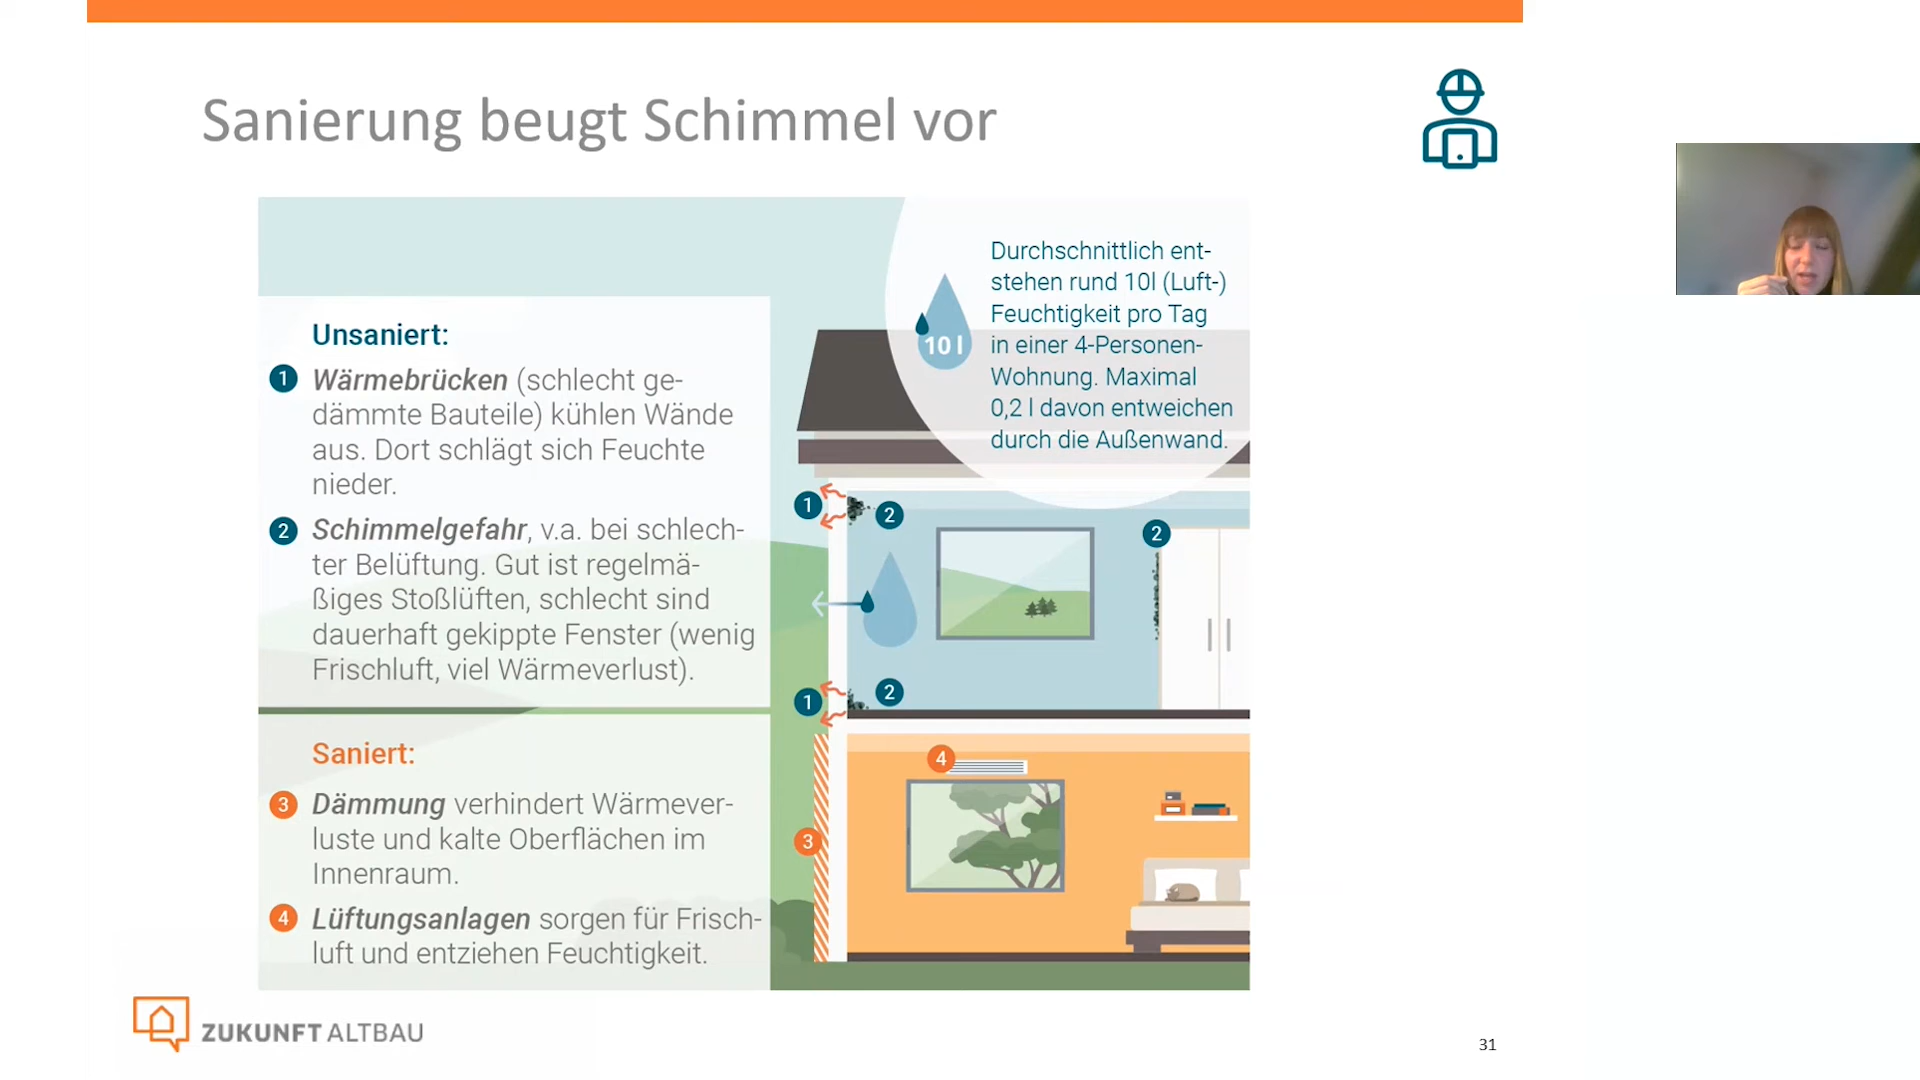 Sanierung beugt Schimmel vor
Durchschnittlich ent-
stehen rund 10l (Luft-)
Feuchtigkeit pro Tag
in einer 4-Personen-
Wohnung. Maximal
0,2 l davon entweichen
durch die Außenwand.
10 l
Unsaniert:
1 Wärmebrücken (schlecht ge-
dämmte Bauteile) kühlen Wände
aus. Dort schlägt sich Feuchte
nieder.
2 Schimmelgefahr, v.a. bei schlech-
ter Belüftung. Gut ist regelmä-
ßiges Stoßlüften, schlecht sind
dauerhaft gekippte Fenster (wenig
Frischluft, viel Wärmeverlust).
Saniert:
3 Dämmung verhindert Wärmever-
luste und kalte Oberflächen im
Innenraum.
4 Lüftungsanlagen sorgen für Frisch-
luft und entziehen Feuchtigkeit.
1
2
2
1
2
4
3
ZUKUNFT ALTBAU
31